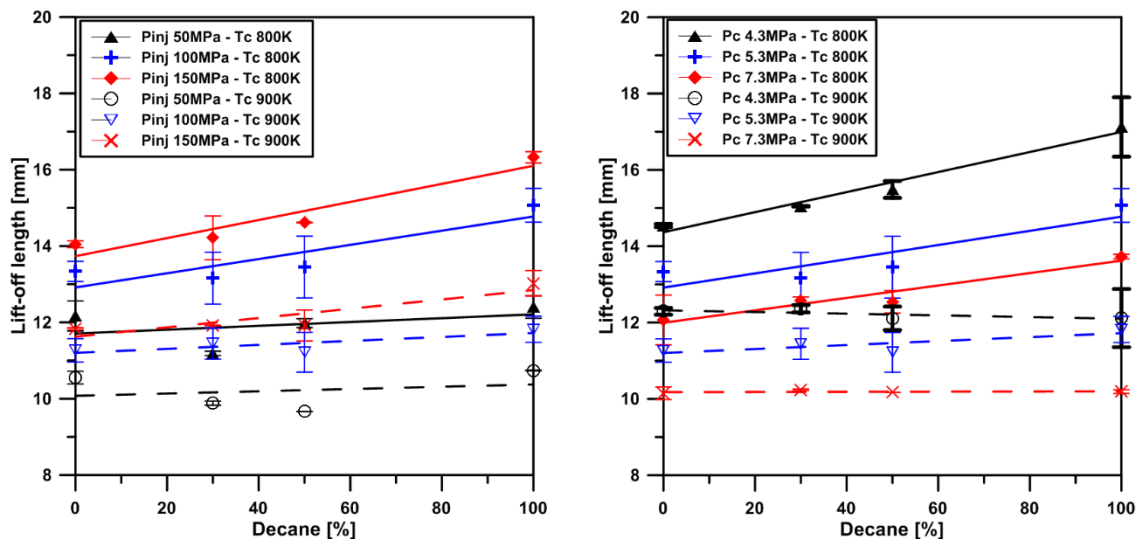 20
18
16
14
12
10
8
Lift-off length [mm]
Pinj 50MPa - Tc 800K
Pinj 100MPa - Tc 800K
Pinj 150MPa - Tc 800K
Pinj 50MPa - Tc 900K
Pinj 100MPa - Tc 900K
Pinj 150MPa - Tc 900K
0 20 40 60 80 100
Decane [%]
20
18
16
14
12
10
8
Lift-off length [mm]
Pc 4.3MPa - Tc 800K
Pc 5.3MPa - Tc 800K
Pc 7.3MPa - Tc 800K
Pc 4.3MPa - Tc 900K
Pc 5.3MPa - Tc 900K
Pc 7.3MPa - Tc 900K
0 20 40 60 80 100
Decane [%]